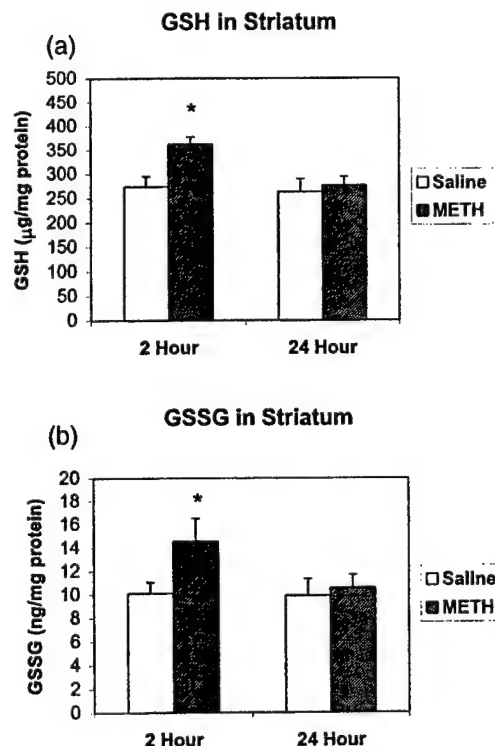 GSH in Striatum
(a)
500
450
400
350
300
250
200
150
100
50
0
GSH (µg/mg protein)
*
2 Hour
24 Hour
Saline
METH
GSSG in Striatum
(b)
20
18
16
14
12
10
8
6
4
2
0
GSSG (ng/mg protein)
*
2 Hour
24 Hour
Saline
METH